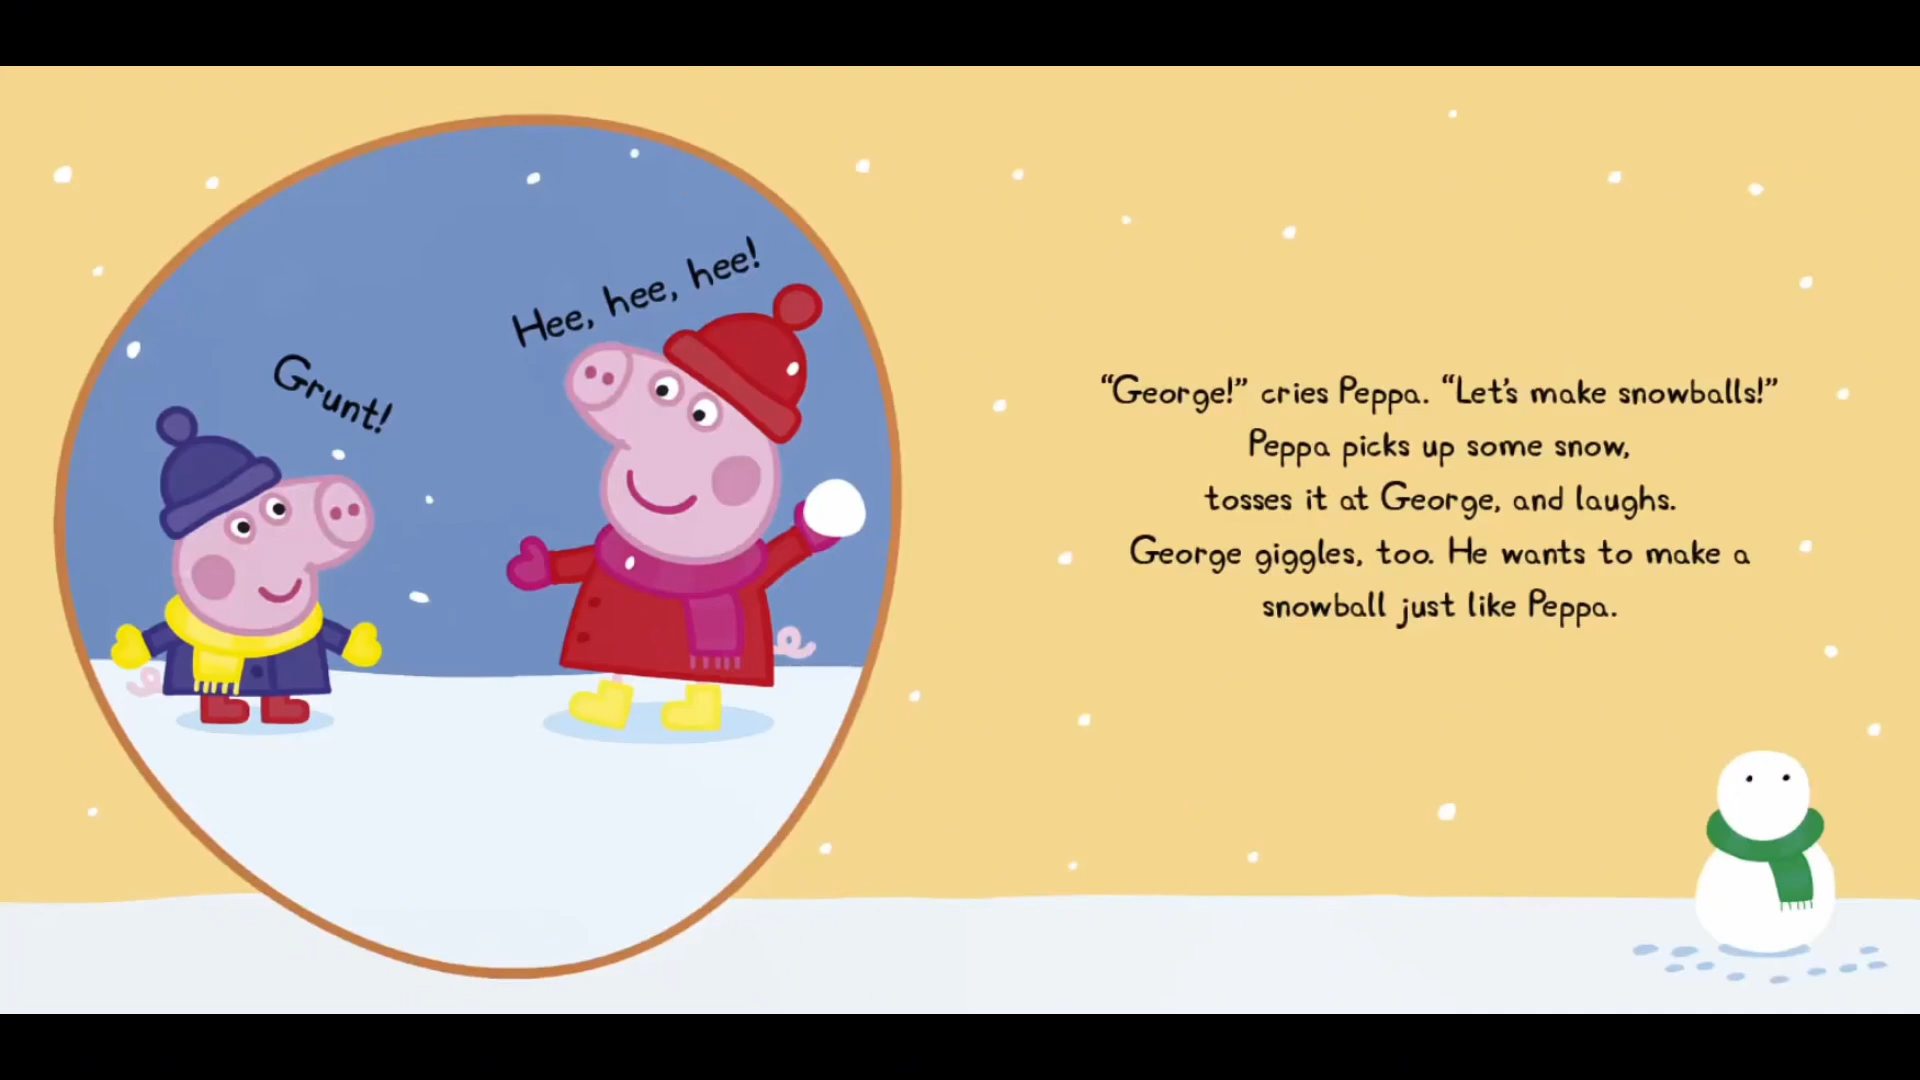 Grunt!
Hee, hee, hee!
“George!” cries Peppa. “Let’s make snowballs!”
Peppa picks up some snow,
tosses it at George, and laughs.
George giggles, too. He wants to make a
snowball just like Peppa.